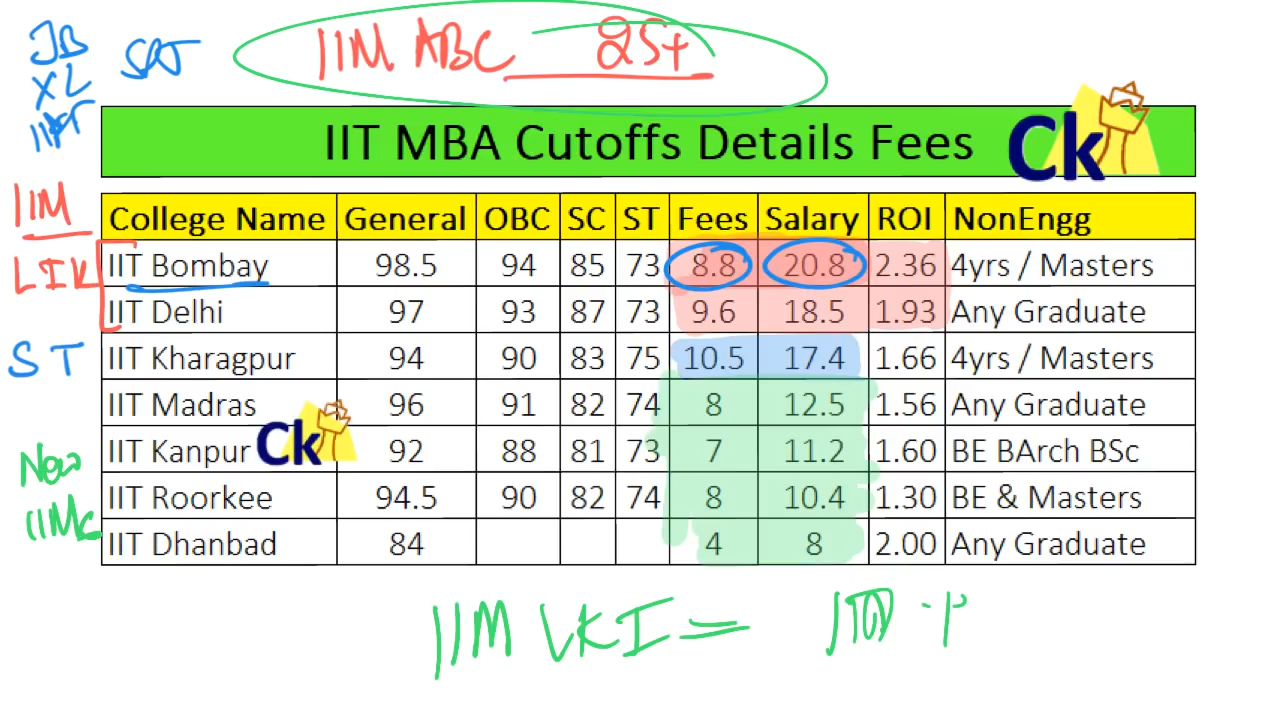 JB
XL
IIFT
IIM ABC 25+
IIT MBA Cutoffs Details Fees
Ck
IIM
LIK
College Name General OBC SC ST Fees Salary ROI NonEngg
IIT Bombay 98.5 94 85 73 8.8 20.8 2.36 4yrs / Masters
IIT Delhi 97 93 87 73 9.6 18.5 1.93 Any Graduate
S T
IIT Kharagpur 94 90 83 75 10.5 17.4 1.66 4yrs / Masters
IIT Madras 96 91 82 74 8 12.5 1.56 Any Graduate
Ck
IIT Kanpur 92 88 81 73 7 11.2 1.60 BE BArch BSc
New
IIMs
IIT Roorkee 94.5 90 82 74 8 10.4 1.30 BE & Masters
IIT Dhanbad 84 4 8 2.00 Any Graduate
IIM LKI =